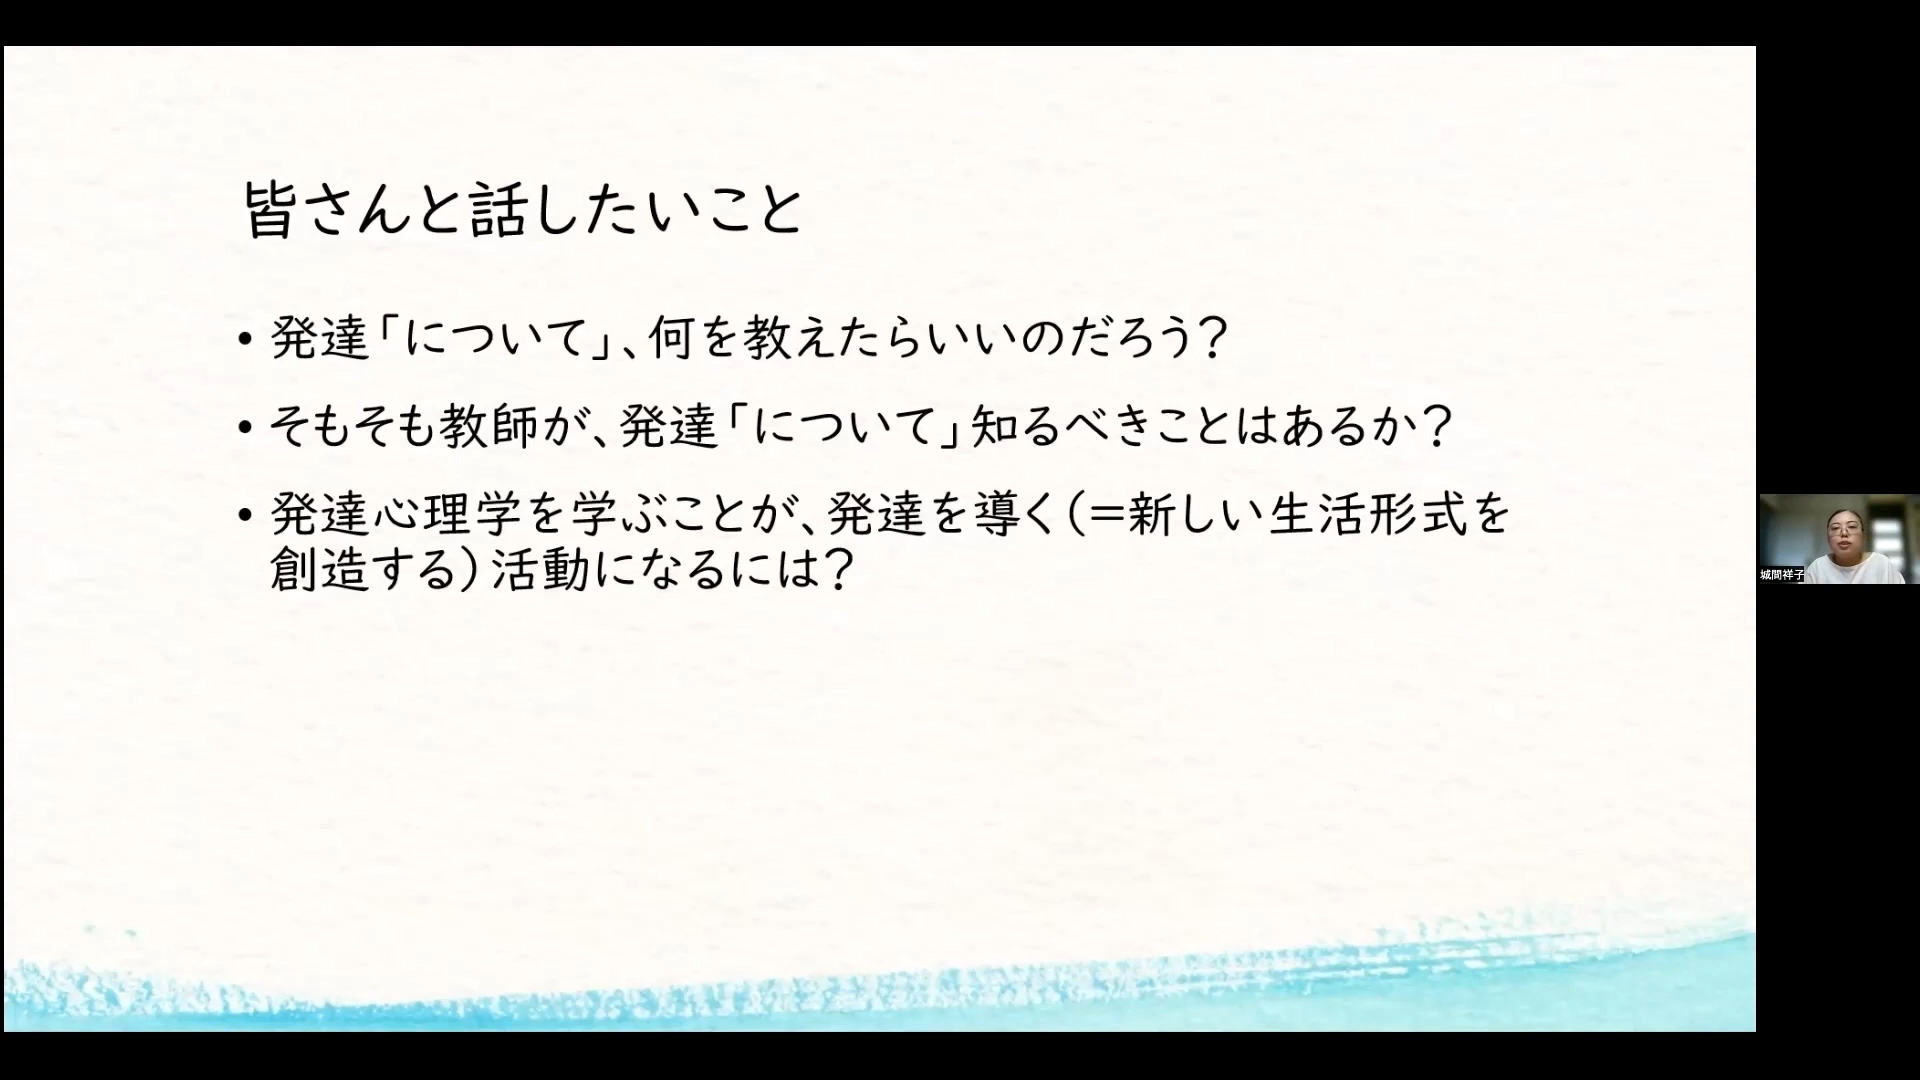 皆さんと話したいこと
• 発達「について」、何を教えたらいいのだろう？
• そもそも教師が、発達「について」知るべきことはあるか？
• 発達心理学を学ぶことが、発達を導く（＝新しい生活形式を
創造する）活動になるには？
城間祥子